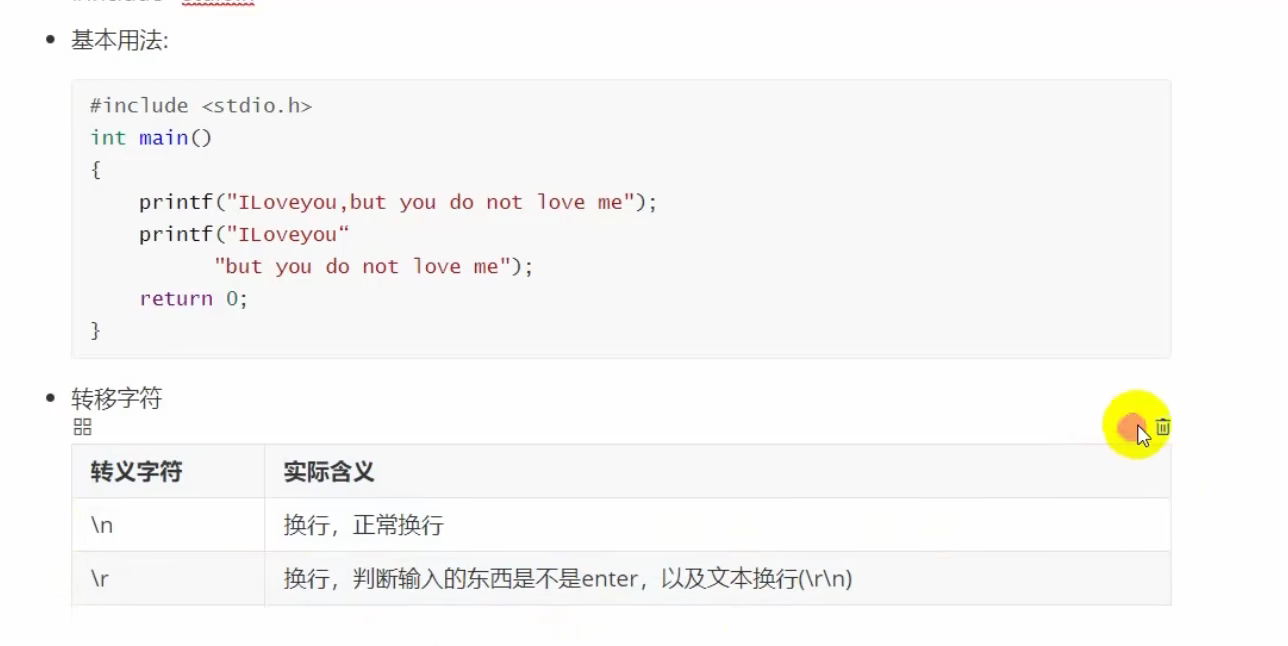 基本用法:
#include <stdio.h>
int main()
{
printf("ILoveyou,but you do not love me");
printf("ILoveyou“
"but you do not love me");
return 0;
}
转移字符
转义字符 实际含义
\n 换行，正常换行
\r 换行，判断输入的东西是不是enter，以及文本换行(\r\n)